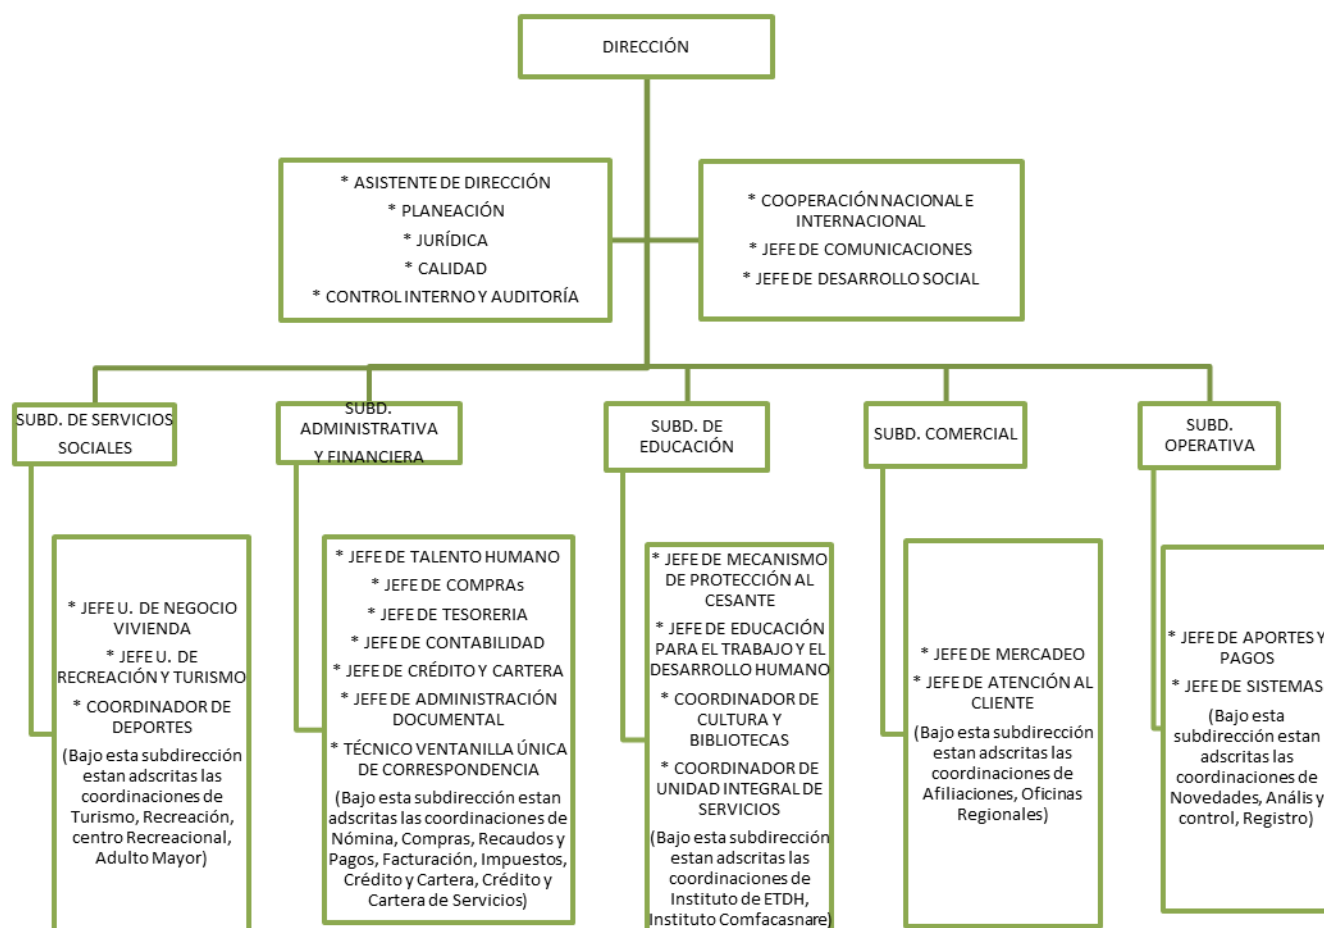 DIRECCIÓN
* ASISTENTE DE DIRECCIÓN
* PLANEACIÓN
* JURÍDICA
* CALIDAD
* CONTROL INTERNO Y AUDITORÍA
* COOPERACIÓN NACIONAL E
INTERNACIONAL
* JEFE DE COMUNICACIONES
* JEFE DE DESARROLLO SOCIAL
SUBD. DE SERVICIOS
SOCIALES
SUBD.
ADMINISTRATIVA
Y FINANCIERA
SUBD. DE
EDUCACIÓN
SUBD. COMERCIAL
SUBD.
OPERATIVA
* JEFE U. DE NEGOCIO
VIVIENDA
* JEFE U. DE
RECREACIÓN Y TURISMO
* COORDINADOR DE
DEPORTES
(Bajo esta subdirección
estan adscritas las
coordinaciones de
Turismo, Recreación,
centro Recreacional,
Adulto Mayor)
* JEFE DE TALENTO HUMANO
* JEFE DE COMPRAs
* JEFE DE TESORERIA
* JEFE DE CONTABILIDAD
* JEFE DE CRÉDITO Y CARTERA
* JEFE DE ADMINISTRACIÓN
DOCUMENTAL
* TÉCNICO VENTANILLA ÚNICA
DE CORRESPONDENCIA
(Bajo esta subdirección estan
adscritas las coordinaciones de
Nómina, Compras, Recaudos y
Pagos, Facturación, Impuestos,
Crédito y Cartera, Crédito y
Cartera de Servicios)
* JEFE DE MECANISMO
DE PROTECCIÓN AL
CESANTE
* JEFE DE EDUCACIÓN
PARA EL TRABAJO Y EL
DESARROLLO HUMANO
* COORDINADOR DE
CULTURA Y
BIBLIOTECAS
* COORDINADOR DE
UNIDAD INTEGRAL DE
SERVICIOS
(Bajo esta subdirección
estan adscritas las
coordinaciones de
Instituto de ETDH,
Instituto Comfacasnare)
* JEFE DE MERCADEO
* JEFE DE ATENCIÓN AL
CLIENTE
(Bajo esta subdirección
estan adscritas las
coordinaciones de
Afiliaciones, Oficinas
Regionales)
* JEFE DE APORTES Y
PAGOS
* JEFE DE SISTEMAS
(Bajo esta
subdirección estan
adscritas las
coordinaciones de
Novedades, Anális y
control, Registro)